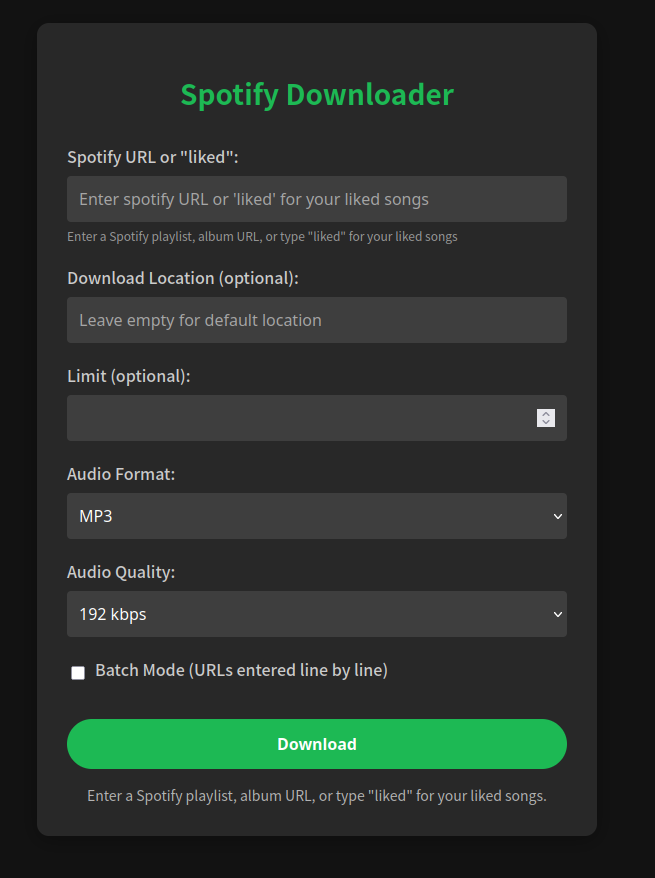 Spotify Downloader
Spotify URL or "liked":
Enter spotify URL or 'liked' for your liked songs
Enter a Spotify playlist, album URL, or type "liked" for your liked songs
Download Location (optional):
Leave empty for default location
Limit (optional):
Audio Format:
MP3
Audio Quality:
192 kbps
Batch Mode (URLs entered line by line)
Download
Enter a Spotify playlist, album URL, or type "liked" for your liked songs.